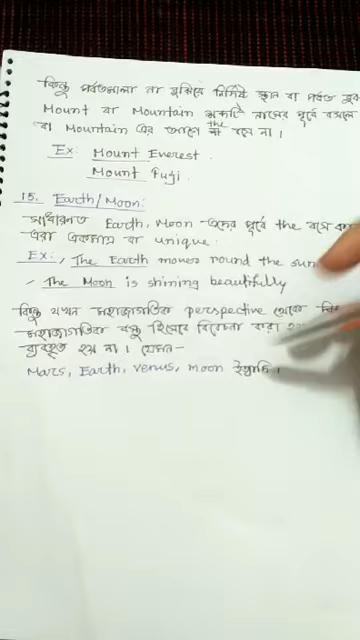 কিন্তু পর্বতমালা না বুঝিয়ে নির্দিষ্ট স্থান বা পর্বত
Mount বা Mountain শব্দটি নামের পূর্বে বসলে
বা Mountain এর আগে the বসে না।
Ex: Mount Everest.
Mount Fuji
15. Earth/Moon:
সাধারনত Earth, Moon এদের পূর্বে the বসে
এরা একমাত্র বা unique.
Ex:, The Earth moves round the sun
- The Moon is shining beautifully
কিন্তু যখন মহাজাগতিক perspective থেকে
মহাজাগতিক বস্তু হিসেবে বিবেচনা করা
ব্যবহৃত হয় না। যেমন-
Mars, Earth, venus, moon ইত্যাদি।